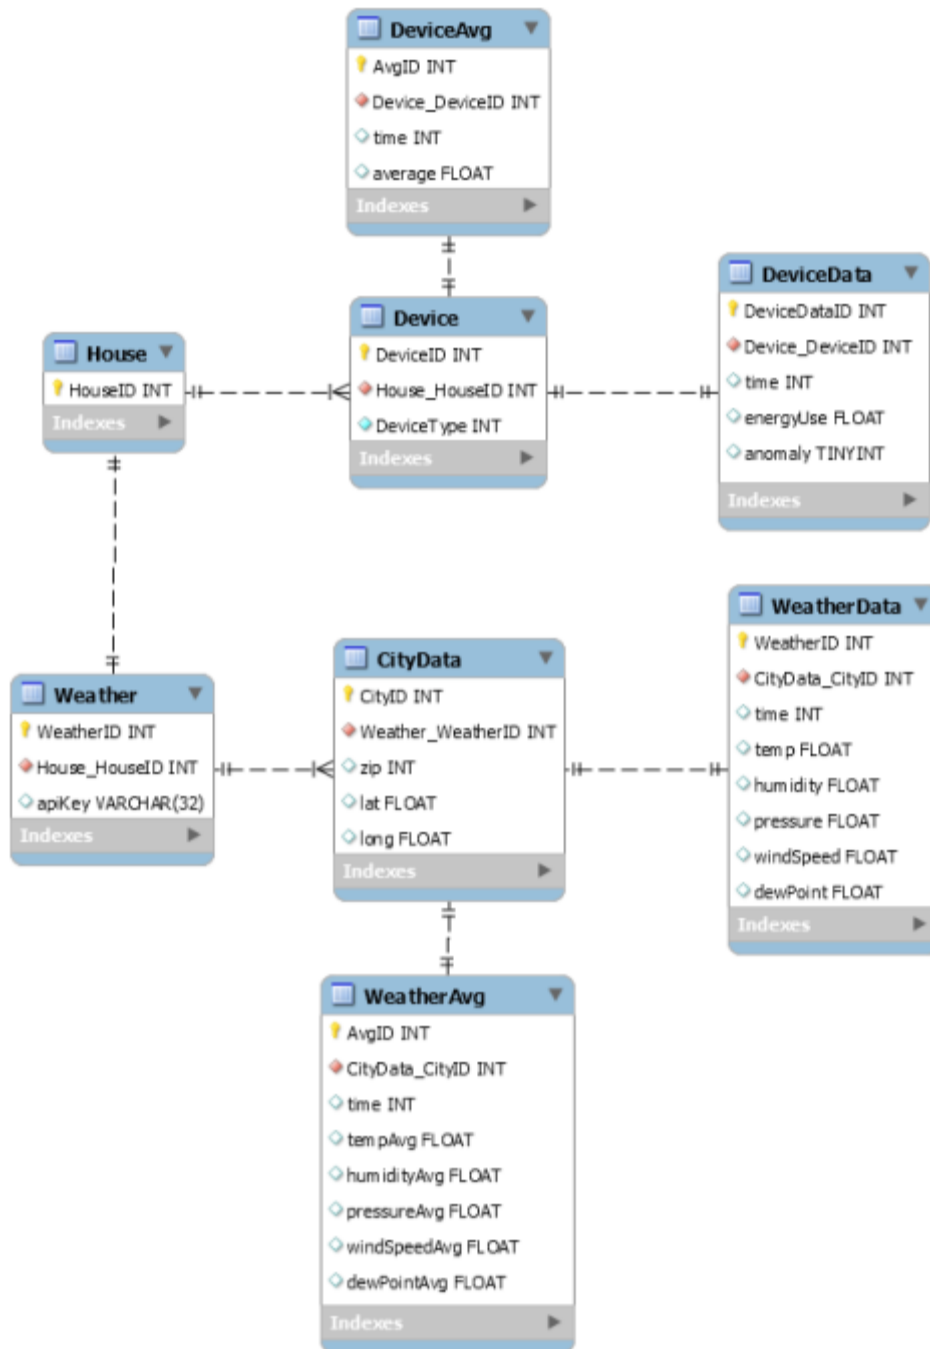 DeviceAvg
AvgID INT
Device_DeviceID INT
time INT
average FLOAT
Indexes
House
HouseID INT
Indexes
Device
DeviceID INT
House_HouseID INT
DeviceType INT
Indexes
DeviceData
DeviceDataID INT
Device_DeviceID INT
time INT
energyUse FLOAT
anomaly TINYINT
Indexes
Weather
WeatherID INT
House_HouseID INT
apiKey VARCHAR(32)
Indexes
CityData
CityID INT
Weather_WeatherID INT
zip INT
lat FLOAT
long FLOAT
Indexes
WeatherData
WeatherID INT
CityData_CityID INT
time INT
temp FLOAT
humidity FLOAT
pressure FLOAT
windSpeed FLOAT
dewPoint FLOAT
Indexes
WeatherAvg
AvgID INT
CityData_CityID INT
time INT
tempAvg FLOAT
humidityAvg FLOAT
pressureAvg FLOAT
windSpeedAvg FLOAT
dewPointAvg FLOAT
Indexes